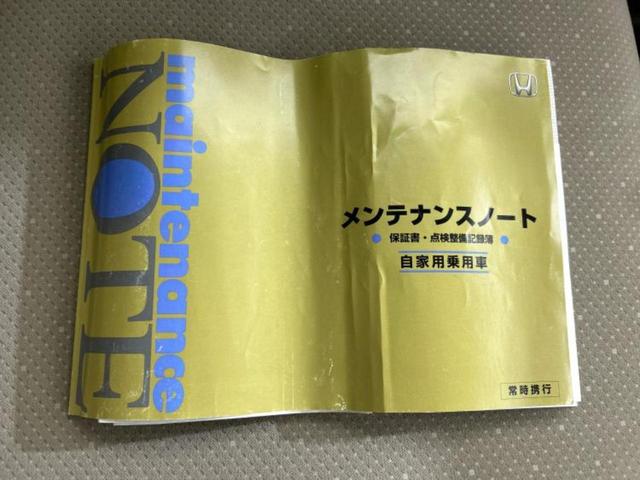 maintenance
NOTE
メンテナンスノート
保証書・点検整備記録簿
自家用乗用車
常時携行